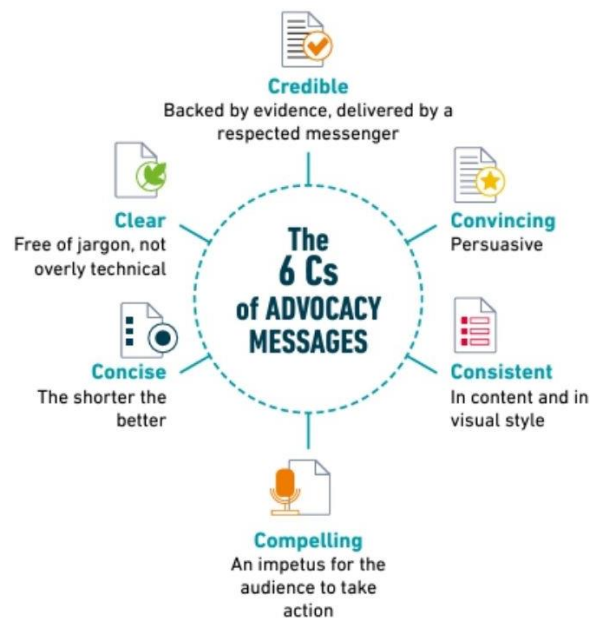 Credible
Backed by evidence, delivered by a
respected messenger
Clear
Free of jargon, not
overly technical
Convincing
Persuasive
The
6 Cs
of ADVOCACY
MESSAGES
Concise
The shorter the
better
Consistent
In content and in
visual style
Compelling
An impetus for the
audience to take
action